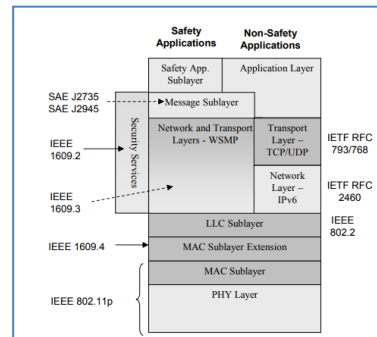 Safety
Applications
Non-Safety
Applications
Safety App.
Sublayer
Application Layer
SAE J2735
SAE J2945
Message Sublayer
Security Services
IEEE
1609.2
Network and Transport
Layers - WSMP
Transport
Layer –
TCP/UDP
IETF RFC
793/768
IEEE
1609.3
Network
Layer –
IPv6
IETF RFC
2460
LLC Sublayer
IEEE
802.2
IEEE 1609.4
MAC Sublayer Extension
MAC Sublayer
IEEE 802.11p
PHY Layer